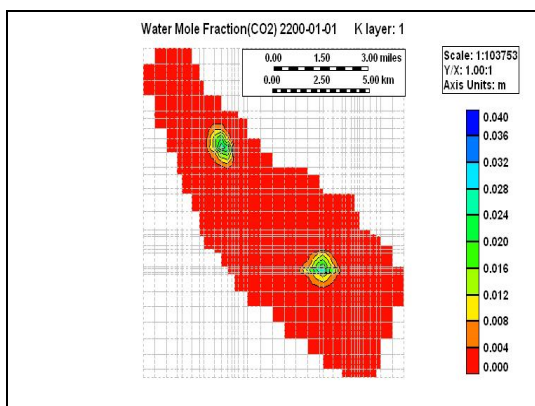 Water Mole Fraction(CO2) 2200-01-01 K layer: 1
0.00 1.50 3.00 miles
0.00 2.50 5.00 km
Scale: 1:103753
Y/X: 1.00:1
Axis Units: m
0.040
0.036
0.032
0.028
0.024
0.020
0.016
0.012
0.008
0.004
0.000